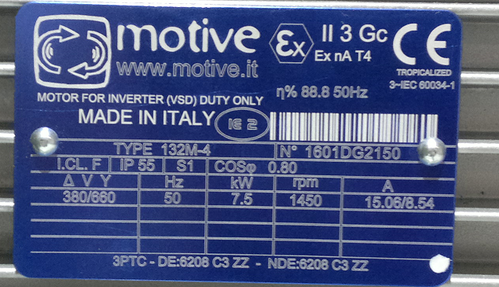 motive
www.motive.it
Ex II 3 Gc
Ex nA T4
CE
TROPICALIZED
3~IEC 60034-1
MOTOR FOR INVERTER (VSD) DUTY ONLY
η% 88.8 50Hz
MADE IN ITALY IE 2
TYPE 132M-4 N° 1601DG2150
I.CL. F IP 55 S1 COSφ 0.80
Δ V Y Hz kW rpm A
380/660 50 7.5 1450 15.06/8.54
3PTC - DE:6208 C3 ZZ - NDE:6208 C3 ZZ